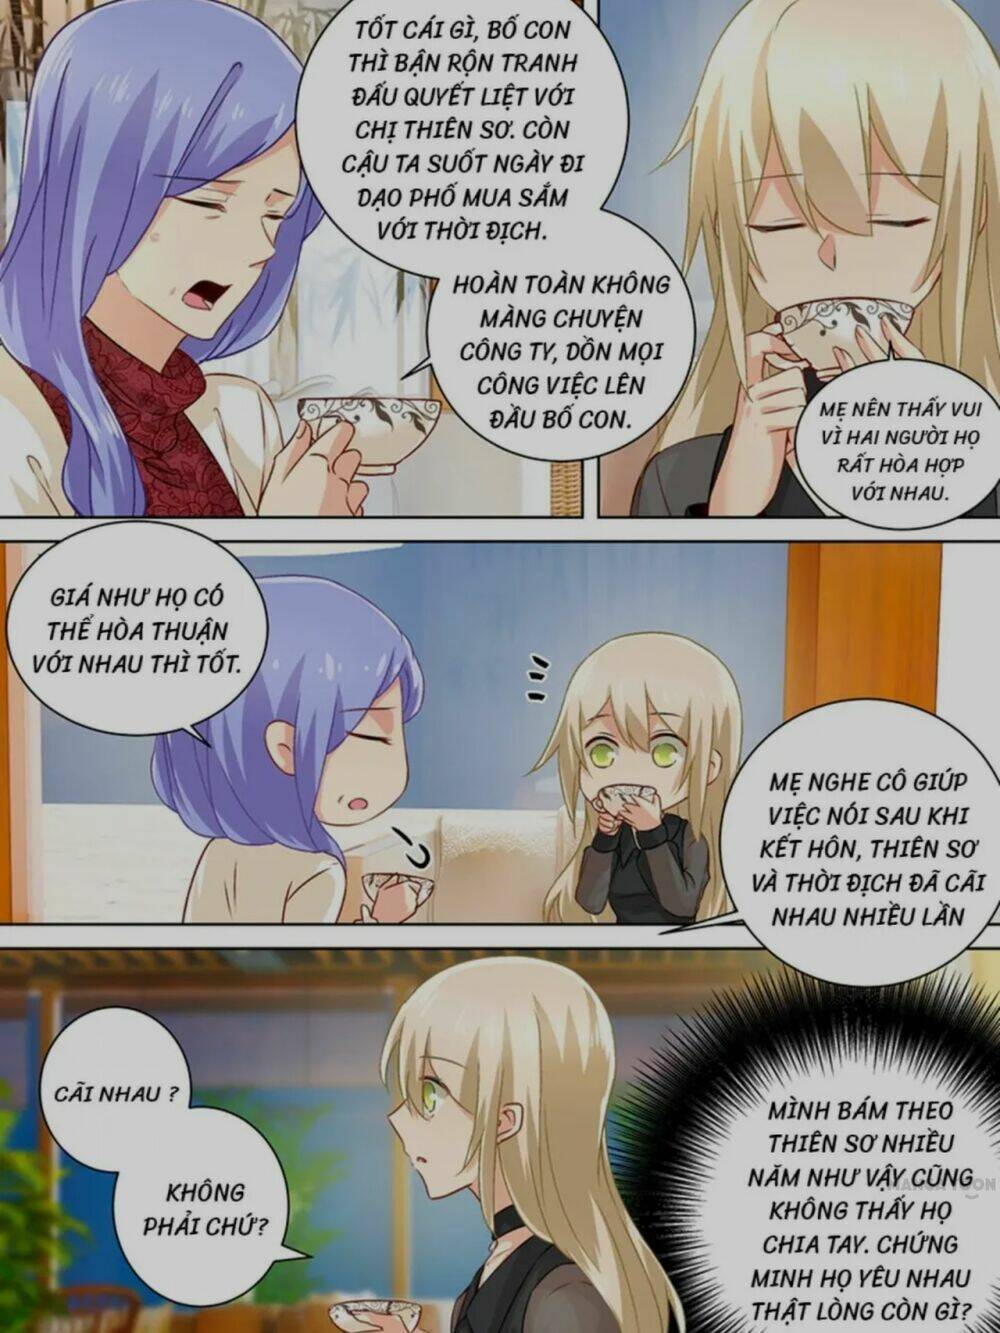 TỐT CÁI GÌ, BỐ CON
THÌ BẬN RỘN TRANH
ĐẤU QUYẾT LIỆT VỚI
CHỊ THIÊN SƠ. CÒN
CẬU TA SUỐT NGÀY ĐI
DẠO PHỐ MUA SẮM
VỚI THỜI ĐỊCH.
HOÀN TOÀN KHÔNG
MÀNG CHUYỆN
CÔNG TY, DỒN MỌI
CÔNG VIỆC LÊN
ĐẦU BỐ CON.
MẸ NÊN THẤY VUI
VÌ HAI NGƯỜI HỌ
RẤT HÒA HỢP
VỚI NHAU.
GIÁ NHƯ HỌ CÓ
THỂ HÒA THUẬN
VỚI NHAU THÌ TỐT.
MẸ NGHE CÔ GIÚP
VIỆC NÓI SAU KHI
KẾT HÔN, THIÊN SƠ
VÀ THỜI ĐỊCH ĐÃ CÃI
NHAU NHIỀU LẦN
CÃI NHAU ?
KHÔNG
PHẢI CHỨ?
MÌNH BÁM THEO
THIÊN SƠ NHIỀU
NĂM NHƯ VẬY CŨNG
KHÔNG THẤY HỌ
CHIA TAY. CHỨNG
MINH HỌ YÊU NHAU
THẬT LÒNG CÒN GÌ?
MANGATOON